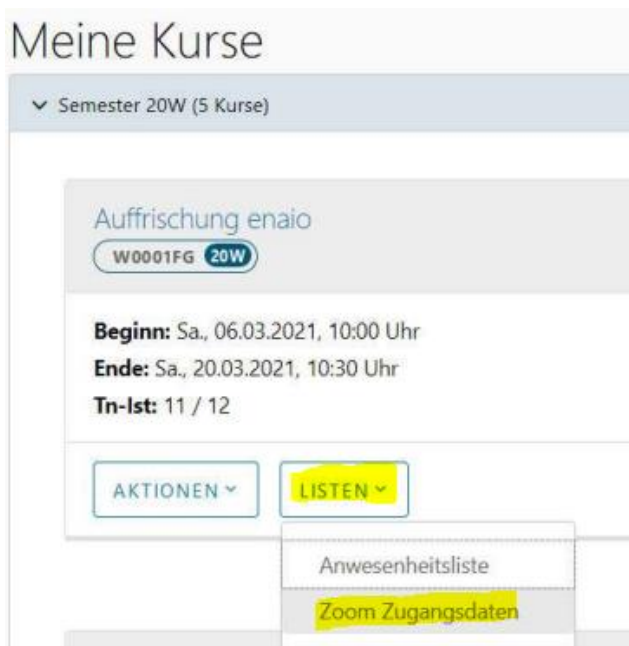 Meine Kurse
Semester 20W (5 Kurse)
Auffrischung enaio
W0001FG 20W
Beginn: Sa., 06.03.2021, 10:00 Uhr
Ende: Sa., 20.03.2021, 10:30 Uhr
Tn-Ist: 11 / 12
AKTIONEN LISTEN
Anwesenheitsliste
Zoom Zugangsdaten